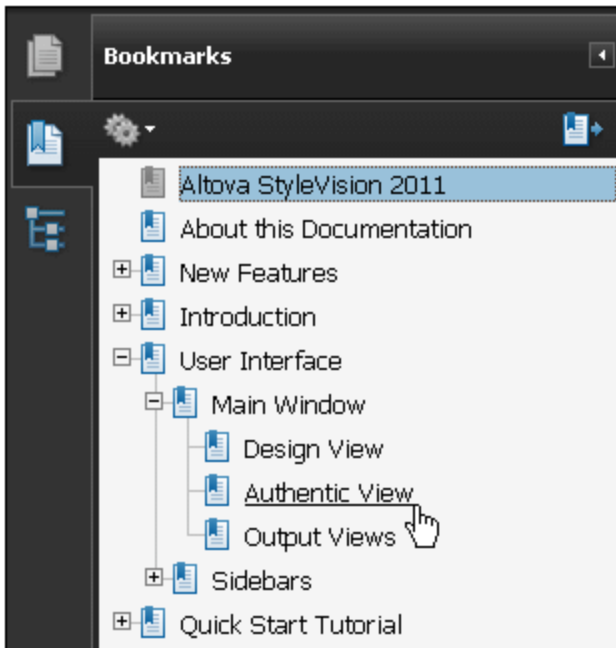 Bookmarks
Altova StyleVision 2011
About this Documentation
New Features
Introduction
User Interface
Main Window
Design View
Authentic View
Output Views
Sidebars
Quick Start Tutorial